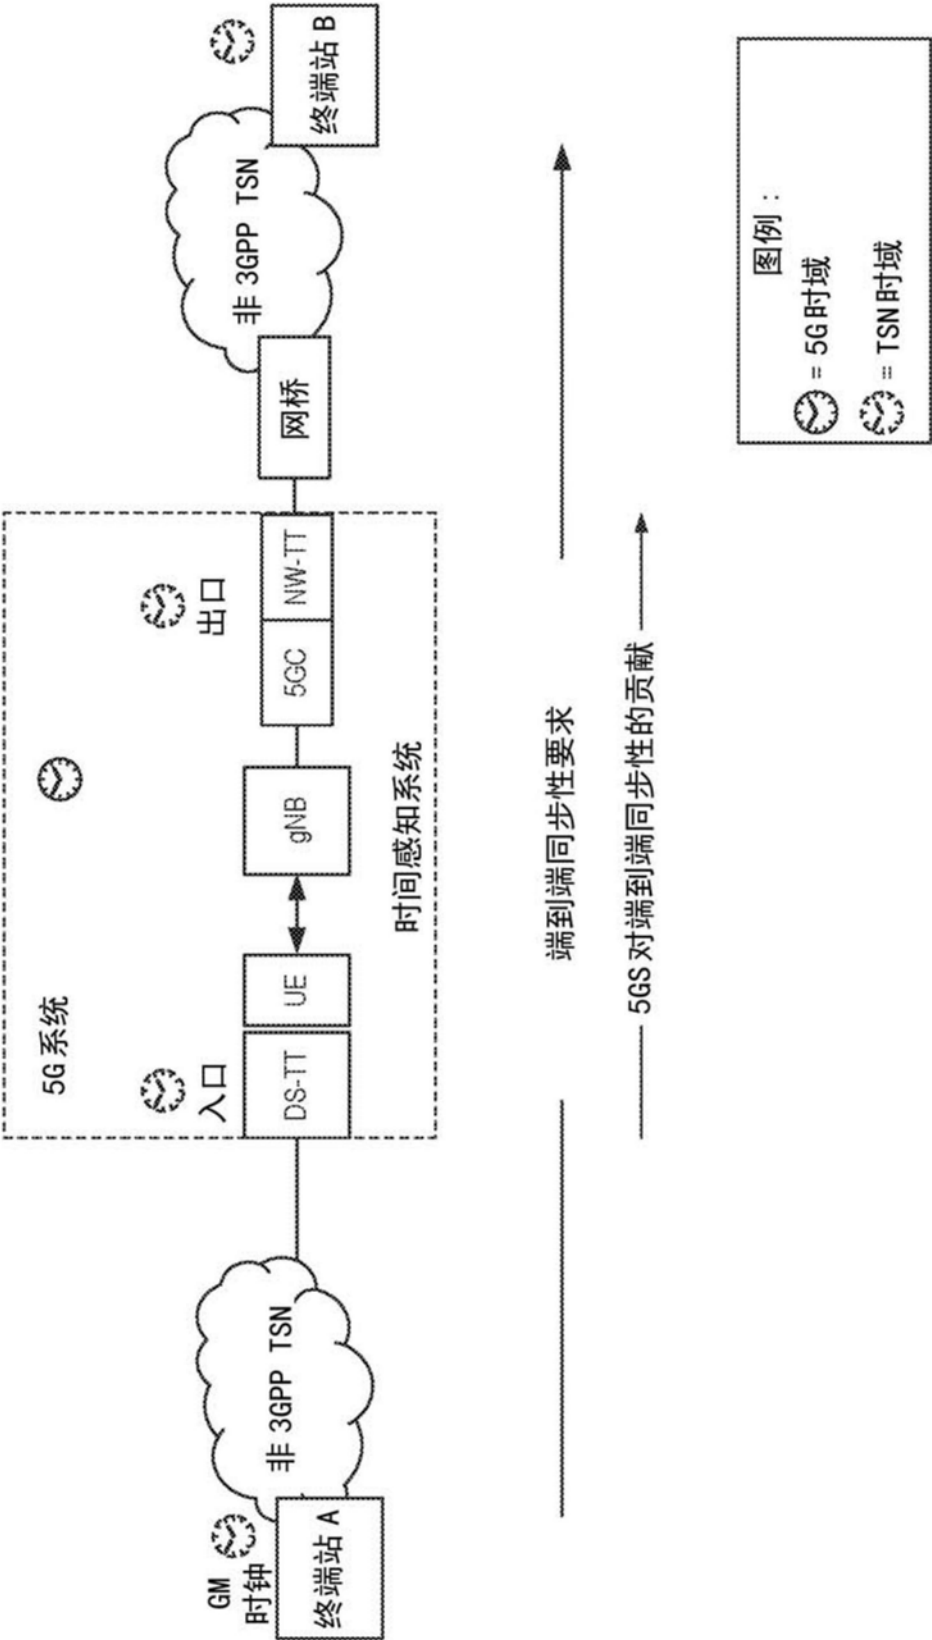 5G 系统
GM
时钟
入口
出口
终端站 A
非 3GPP TSN
DS-TT
UE
gNB
5GC
NW-TT
网桥
非 3GPP TSN
终端站 B
时间感知系统
端到端同步性要求
5GS 对端到端同步性的贡献
图例：
= 5G 时域
= TSN 时域